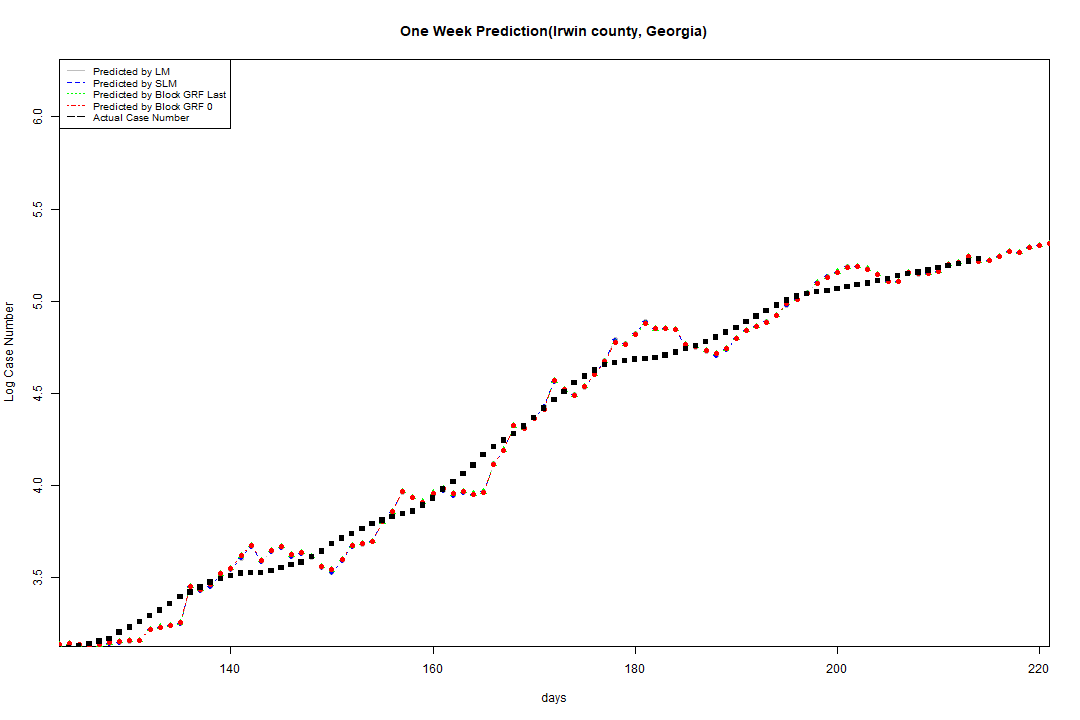 One Week Prediction(Irwin county, Georgia)
Predicted by LM
Predicted by SLM
Predicted by Block GRF Last
Predicted by Block GRF 0
Actual Case Number
6.0
5.5
5.0
4.5
4.0
3.5
Log Case Number
140 160 180 200 220
days